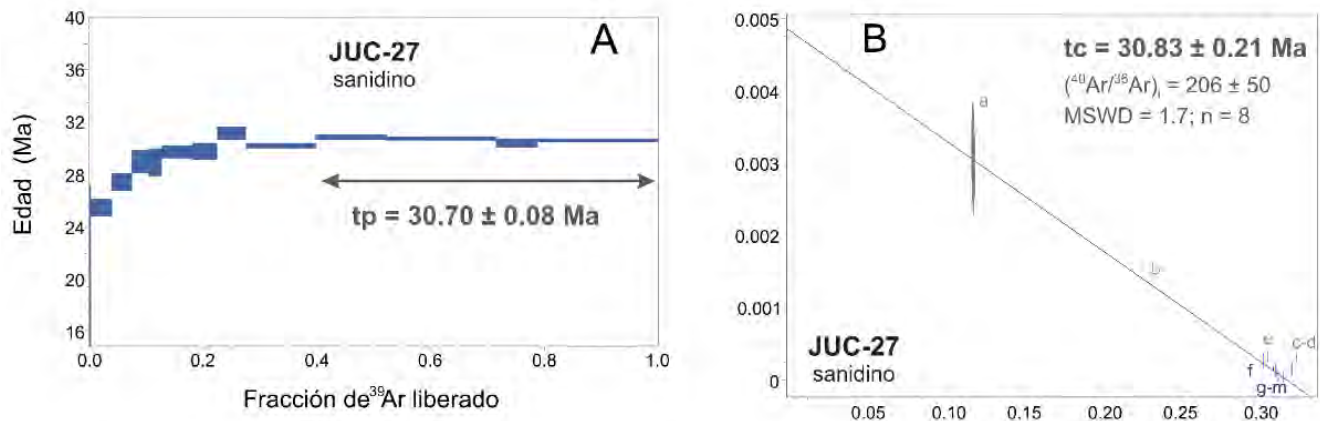 40
36
32
28
24
20
16
Edad (Ma)
JUC-27
sanidino
A
tp = 30.70 ± 0.08 Ma
0.0 0.2 0.4 0.6 0.8 1.0
Fracción de ³⁹Ar liberado
0.005
0.004
0.003
0.002
0.001
0
B
tc = 30.83 ± 0.21 Ma
(⁴⁰Ar/³⁶Ar)ᵢ = 206 ± 50
MSWD = 1.7; n = 8
a
b
e
c-d
f
g-m
JUC-27
sanidino
0.05 0.10 0.15 0.20 0.25 0.30